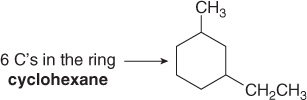 CH₃
6 C's in the ring
cyclohexane
CH₂CH₃